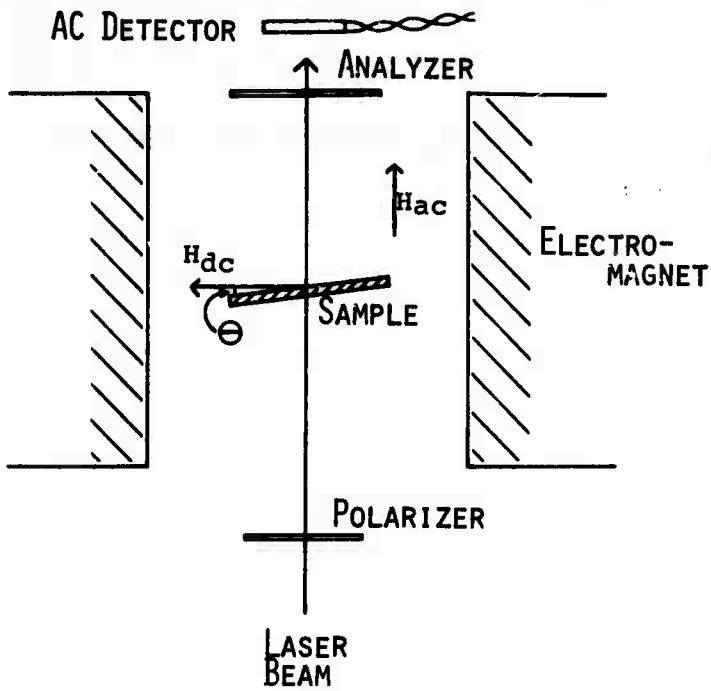 AC DETECTOR
ANALYZER
Hac
ELECTRO-
MAGNET
Hdc
SAMPLE
Θ
POLARIZER
LASER
BEAM